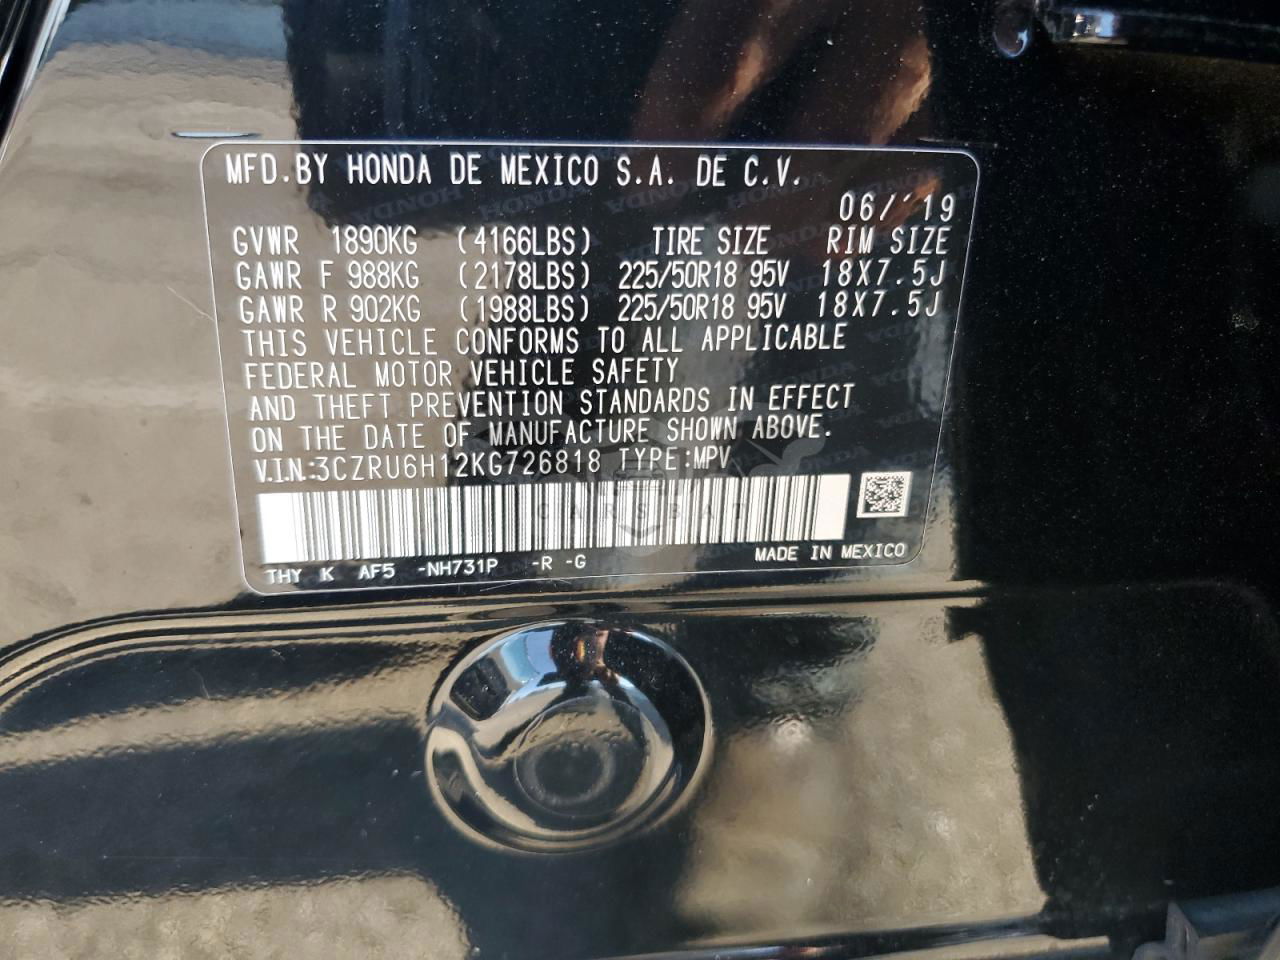 MFD.BY HONDA DE MEXICO S.A. DE C.V.
06/'19
GVWR 1890KG (4166LBS) TIRE SIZE RIM SIZE
GAWR F 988KG (2178LBS) 225/50R18 95V 18X7.5J
GAWR R 902KG (1988LBS) 225/50R18 95V 18X7.5J
THIS VEHICLE CONFORMS TO ALL APPLICABLE
FEDERAL MOTOR VEHICLE SAFETY
AND THEFT PREVENTION STANDARDS IN EFFECT
ON THE DATE OF MANUFACTURE SHOWN ABOVE.
V.I.N.:3CZRU6H12KG726818 TYPE:MPV
CARSBAT
MADE IN MEXICO
THY K AF5 -NH731P -R -G